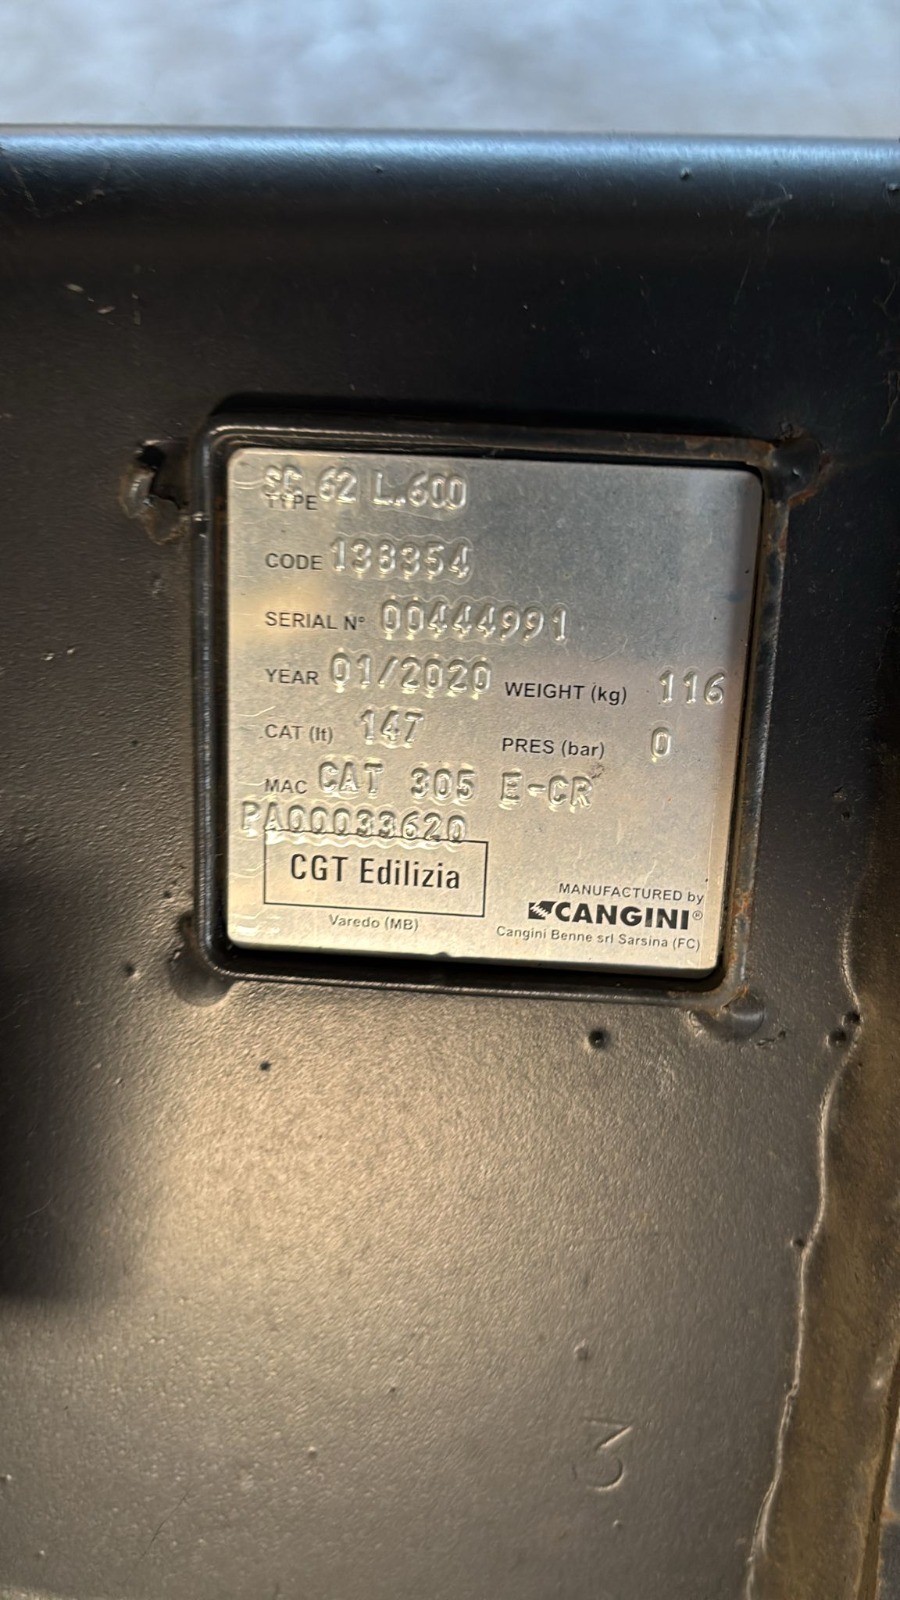 TYPE SC 62 L.600
CODE 138354
SERIAL N° 00444991
YEAR 01/2020 WEIGHT (kg) 116
CAT (lt) 147 PRES (bar) 0
MAC CAT 305 E-CR
PA00033620
CGT Edilizia
Varedo (MB)
MANUFACTURED by
CANGINI®
Cangini Benne srl Sarsina (FC)
3